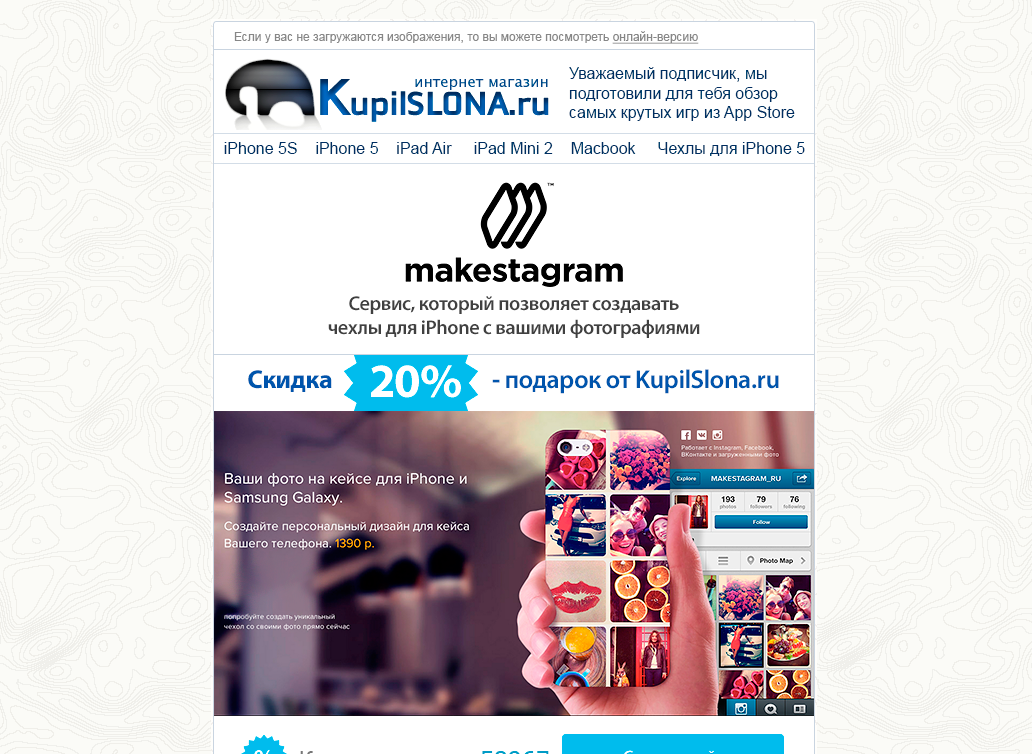 Если у вас не загружаются изображения, то вы можете посмотреть онлайн-версию
интернет магазин
KupilSLONA.ru
Уважаемый подписчик, мы
подготовили для тебя обзор
самых крутых игр из App Store
iPhone 5S iPhone 5 iPad Air iPad Mini 2 Macbook Чехлы для iPhone 5
™
makestagram
Сервис, который позволяет создавать
чехлы для iPhone с вашими фотографиями
Скидка 20% - подарок от KupilSlona.ru
Работает с Instagram, Facebook,
ВКонтакте и загруженными фото
Ваши фото на кейсе для iPhone и
Samsung Galaxy.
Создайте персональный дизайн для кейса
Вашего телефона. 1390 р.
попробуйте создать уникальный
чехол со своими фото прямо сейчас
Explore MAKESTAGRAM_RU
193 79 76
photos followers following
Follow
Photo Map